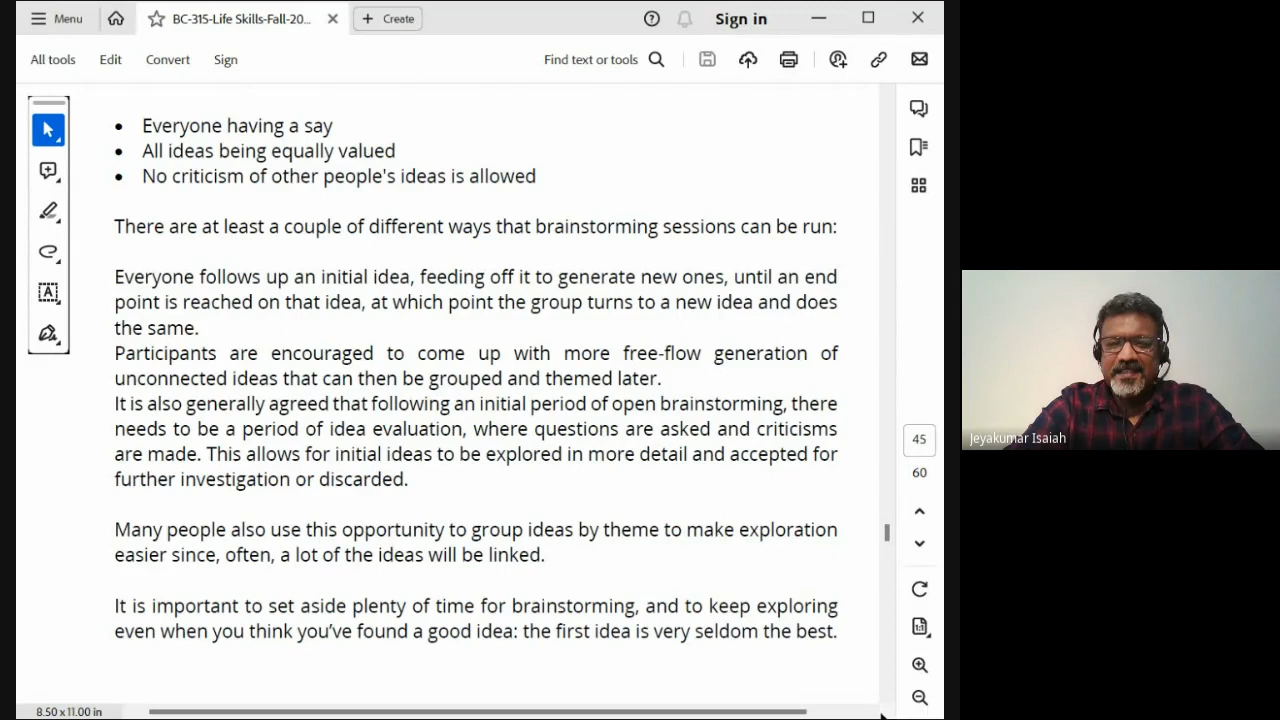 Menu
BC-315-Life Skills-Fall-20...
Create
Sign in
All tools
Edit
Convert
Sign
Find text or tools
• Everyone having a say
• All ideas being equally valued
• No criticism of other people's ideas is allowed
There are at least a couple of different ways that brainstorming sessions can be run:
Everyone follows up an initial idea, feeding off it to generate new ones, until an end
point is reached on that idea, at which point the group turns to a new idea and does
the same.
Participants are encouraged to come up with more free-flow generation of
unconnected ideas that can then be grouped and themed later.
It is also generally agreed that following an initial period of open brainstorming, there
needs to be a period of idea evaluation, where questions are asked and criticisms
are made. This allows for initial ideas to be explored in more detail and accepted for
further investigation or discarded.
Many people also use this opportunity to group ideas by theme to make exploration
easier since, often, a lot of the ideas will be linked.
It is important to set aside plenty of time for brainstorming, and to keep exploring
even when you think you’ve found a good idea: the first idea is very seldom the best.
45
60
8.50 x 11.00 in
Jeyakumar Isaiah